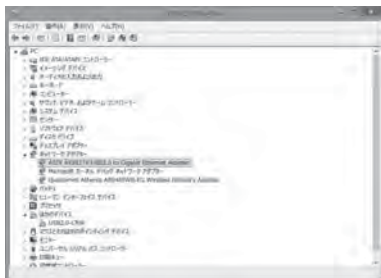 ファイル(F) 操作(A) 表示(V) ヘルプ(H)
PC
IDE ATA/ATAPI コントローラー
イメージング デバイス
オーディオの入力および出力
キーボード
コンピューター
サウンド、ビデオ、およびゲーム コントローラー
システム デバイス
センサー
ソフトウェア デバイス
ディスク ドライブ
ディスプレイ アダプター
ネットワーク アダプター
ASIX AX88179 USB 3.0 to Gigabit Ethernet Adapter
Microsoft カーネル デバッグ ネットワーク アダプター
Qualcomm Atheros Wireless Network Adapter
バッテリ
ヒューマン インターフェイス デバイス
プロセッサ
ほかのデバイス
マウスとそのほかのポインティング デバイス
モニター
ユニバーサル シリアル バス コントローラー
印刷キュー